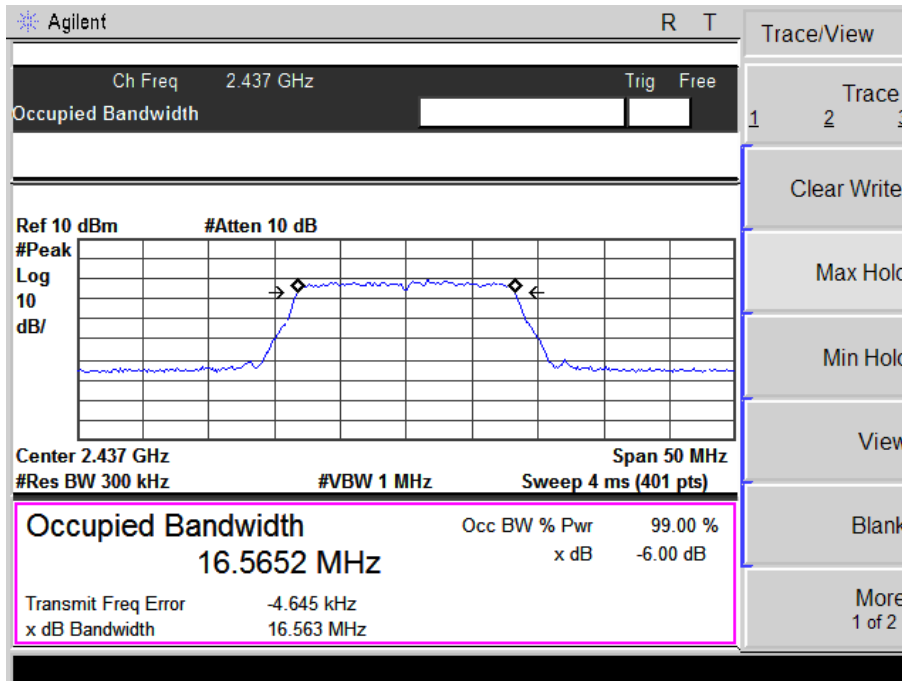 Agilent R T
Trace/View
Ch Freq 2.437 GHz Trig Free
Occupied Bandwidth
Trace
1 2 3
Clear Write
Ref 10 dBm #Atten 10 dB
#Peak
Log
10
dB/
Max Hold
Min Hold
View
Center 2.437 GHz Span 50 MHz
#Res BW 300 kHz #VBW 1 MHz Sweep 4 ms (401 pts)
Occupied Bandwidth Occ BW % Pwr 99.00 %
16.5652 MHz x dB -6.00 dB
Blank
Transmit Freq Error -4.645 kHz
x dB Bandwidth 16.563 MHz
More
1 of 2